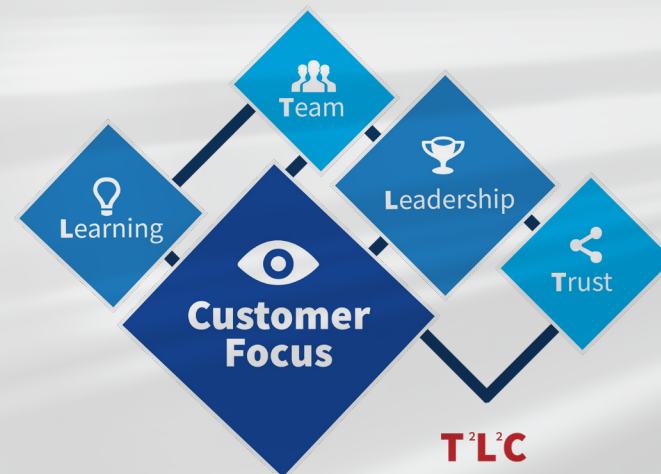 Team
Learning
Leadership
Trust
Customer
Focus
T²L²C